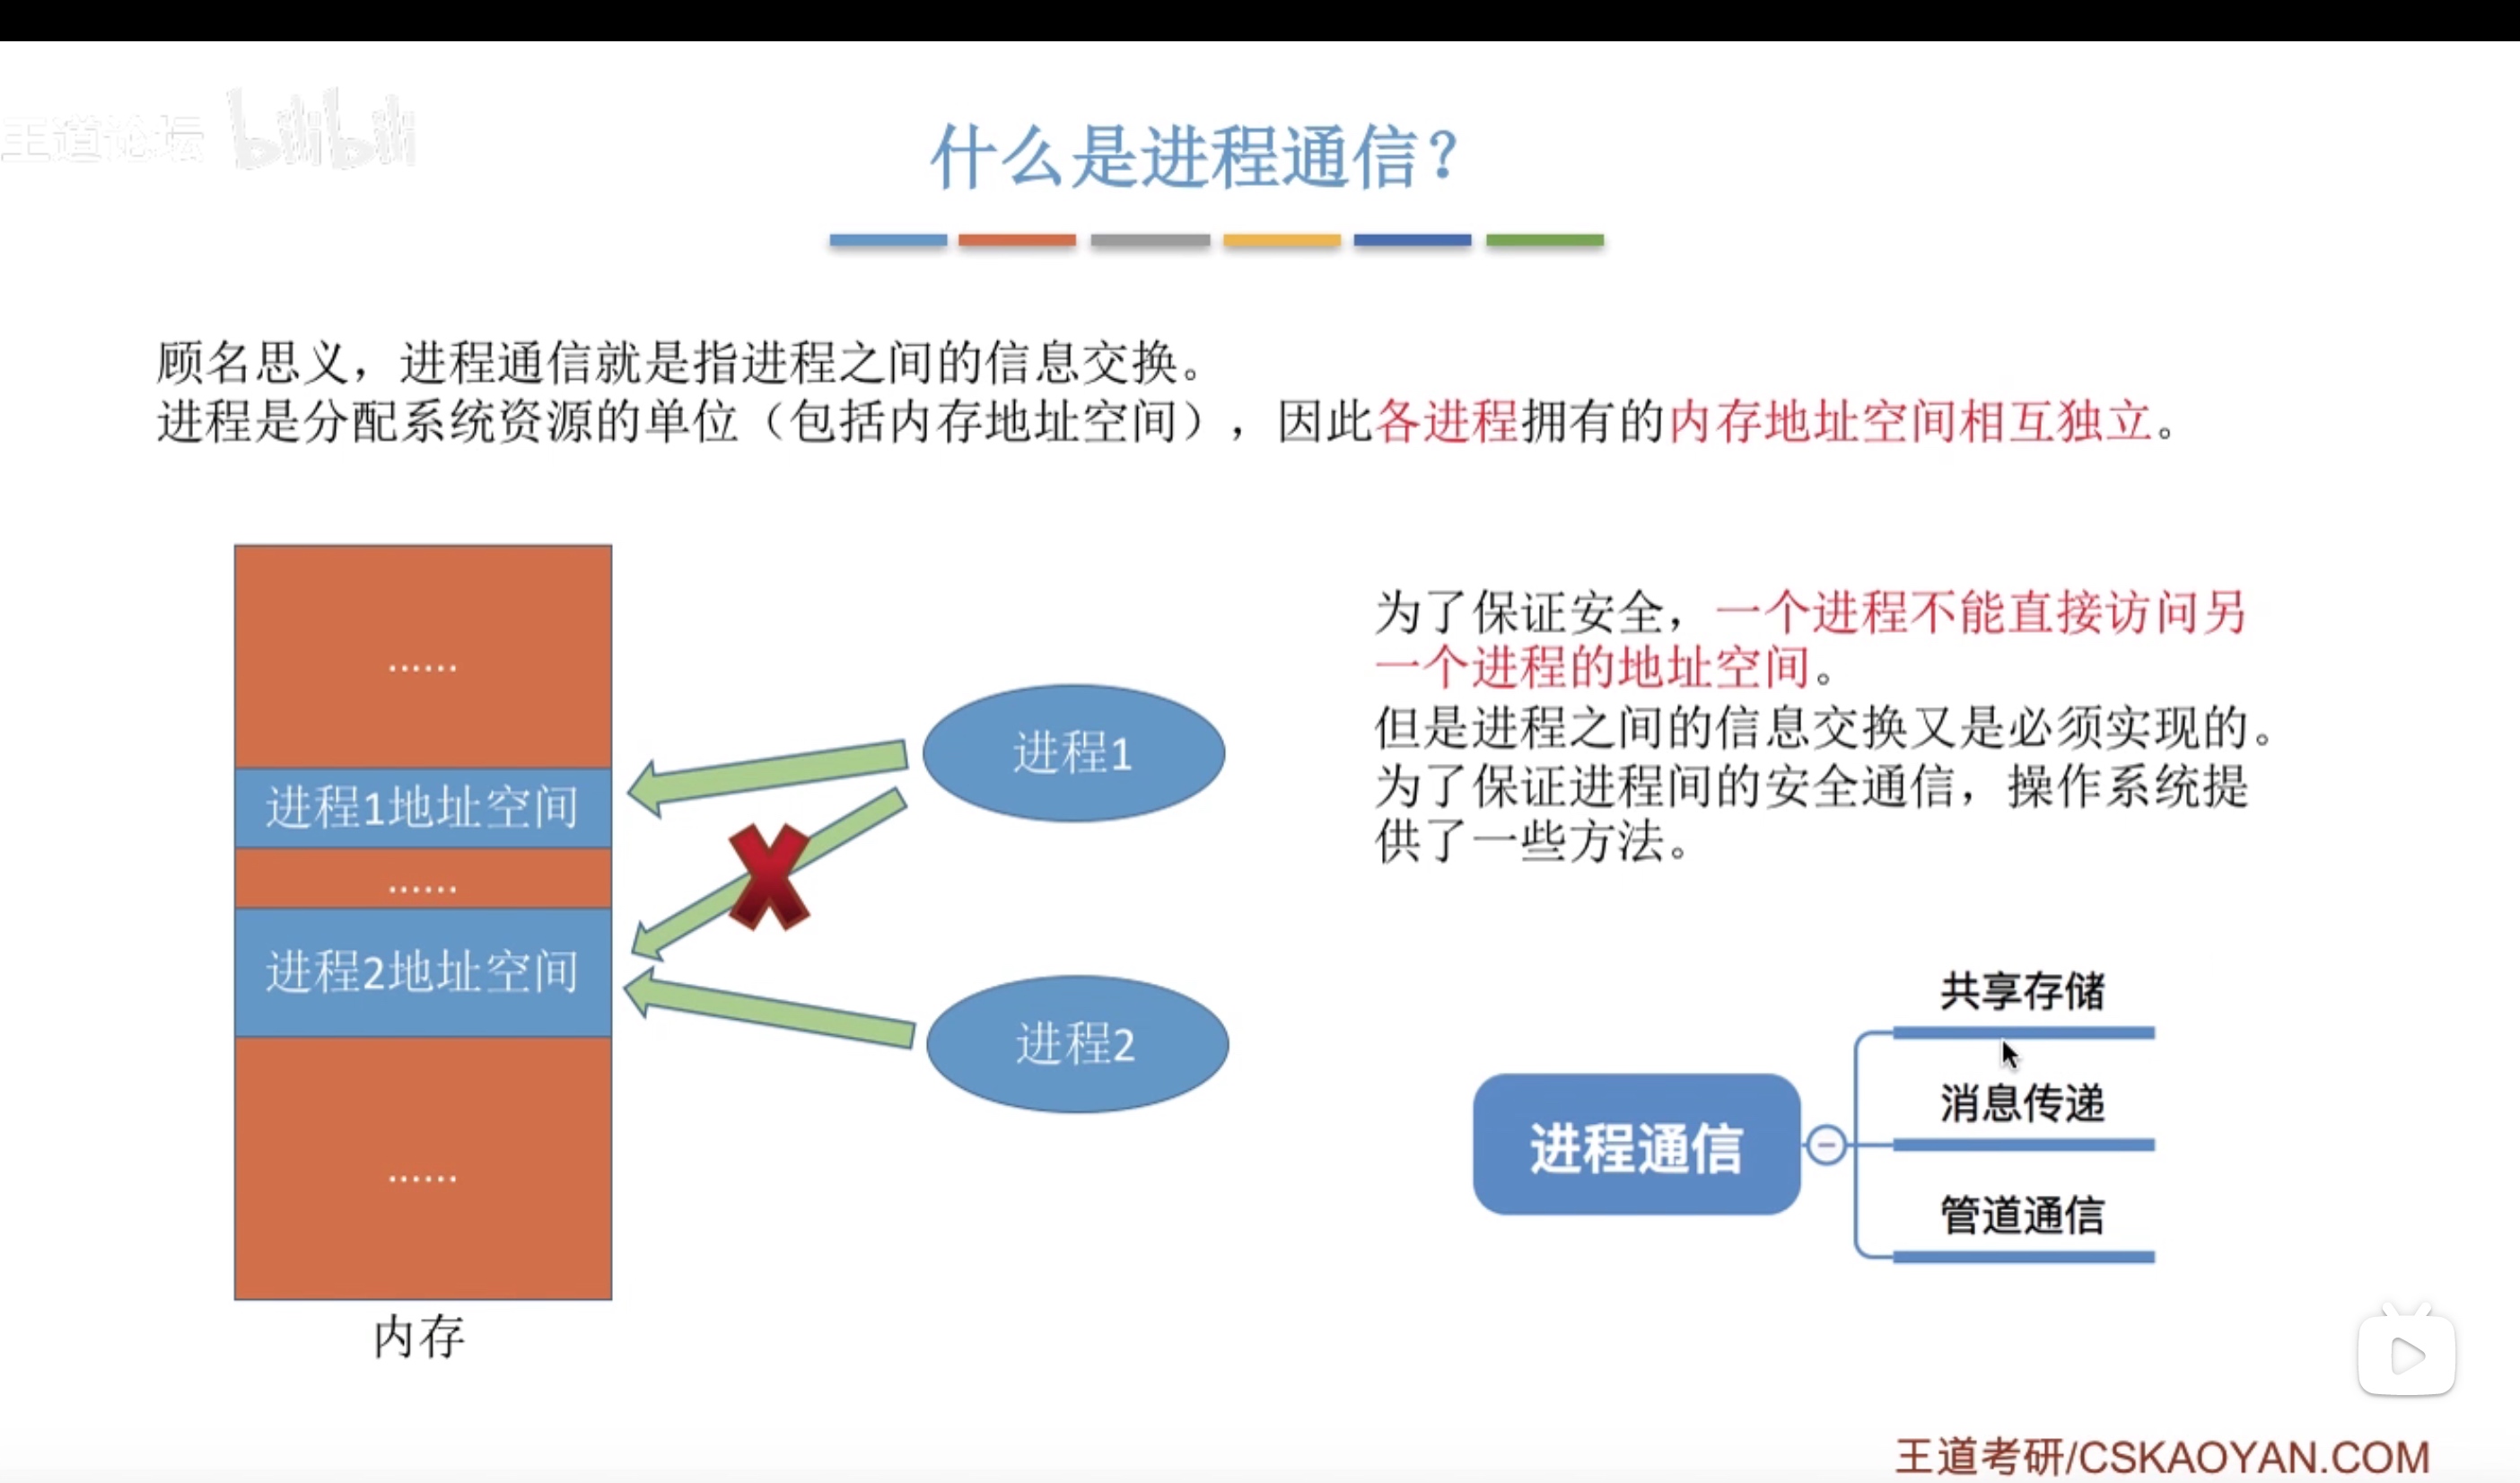 王道论坛 bilibili
什么是进程通信？
顾名思义，进程通信就是指进程之间的信息交换。
进程是分配系统资源的单位（包括内存地址空间），因此各进程拥有的内存地址空间相互独立。
……
进程1地址空间
……
进程2地址空间
……
内存
进程1
进程2
为了保证安全，一个进程不能直接访问另
一个进程的地址空间。
但是进程之间的信息交换又是必须实现的。
为了保证进程间的安全通信，操作系统提
供了一些方法。
进程通信
共享存储
消息传递
管道通信
王道考研/CSKAOYAN.COM